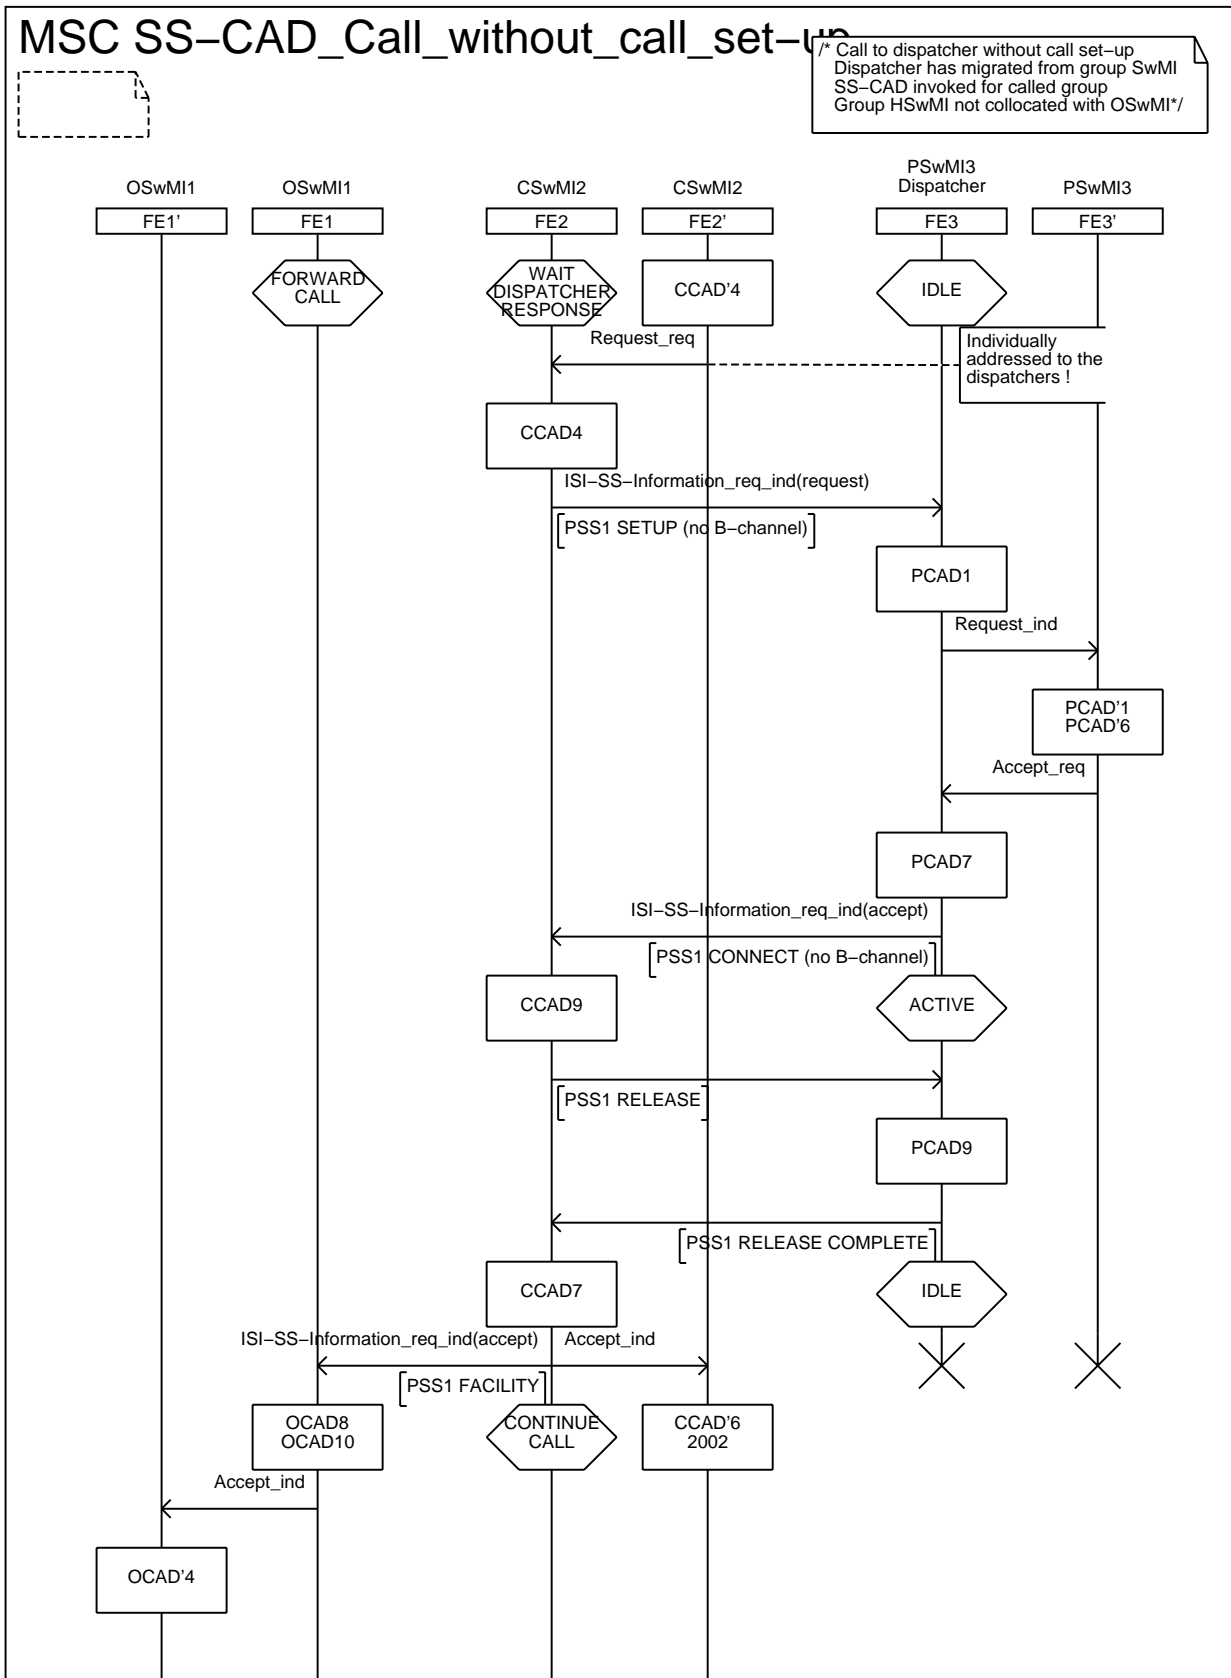 MSC SS−CAD_Call_without_call_set−up
/* Call to dispatcher without call set−up
Dispatcher has migrated from group SwMI
SS−CAD invoked for called group
Group HSwMI not collocated with OSwMI*/
OSwMI1
OSwMI1
CSwMI2
CSwMI2
PSwMI3
Dispatcher
PSwMI3
FE1'
FE1
FE2
FE2'
FE3
FE3'
FORWARD
CALL
WAIT
DISPATCHER
RESPONSE
CCAD'4
IDLE
Request_req
Individually
addressed to the
dispatchers !
CCAD4
ISI−SS−Information_req_ind(request)
PSS1 SETUP (no B−channel)
PCAD1
Request_ind
PCAD'1
PCAD'6
Accept_req
PCAD7
ISI−SS−Information_req_ind(accept)
PSS1 CONNECT (no B−channel)
CCAD9
ACTIVE
PSS1 RELEASE
PCAD9
PSS1 RELEASE COMPLETE
CCAD7
IDLE
ISI−SS−Information_req_ind(accept)
Accept_ind
PSS1 FACILITY
OCAD8
OCAD10
CONTINUE
CALL
CCAD'6
2002
Accept_ind
OCAD'4